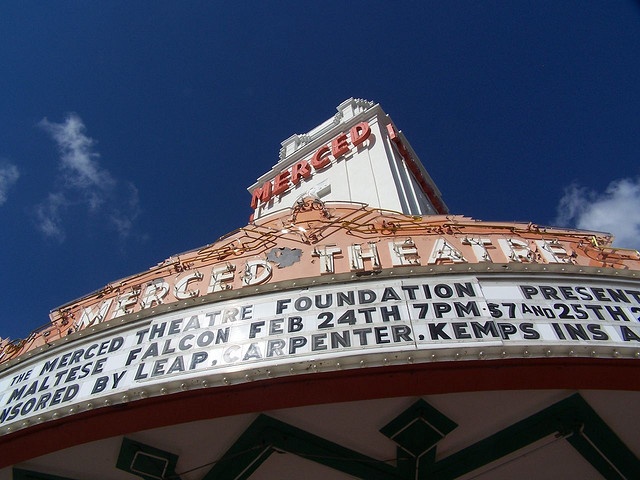 MERCED
MERCED THEATRE
THE MERCED THEATRE FOUNDATION PRESEN
MALTESE FALCON FEB 24TH 7PM $7 AND 25TH
NSORED BY LEAP, CARPENTER, KEMPS INS A